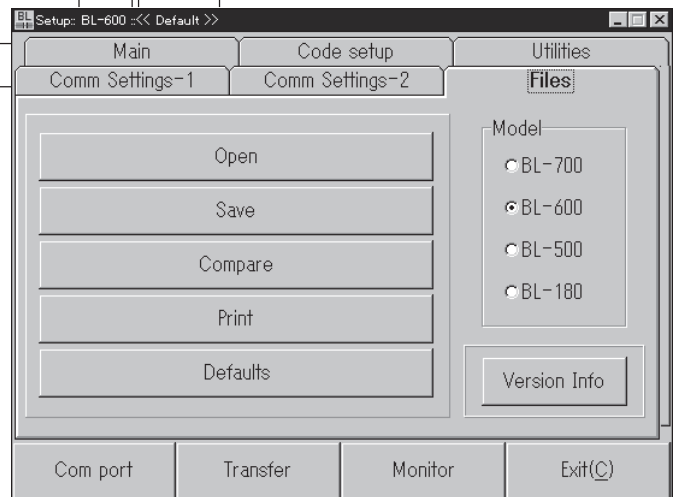 BL Setup:: BL-600 ::<< Default >>
Main Code setup Utilities
Comm Settings-1 Comm Settings-2 Files
Model
Open
BL-700
Save
BL-600
Compare
BL-500
Print
BL-180
Defaults
Version Info
Com port Transfer Monitor Exit(C)